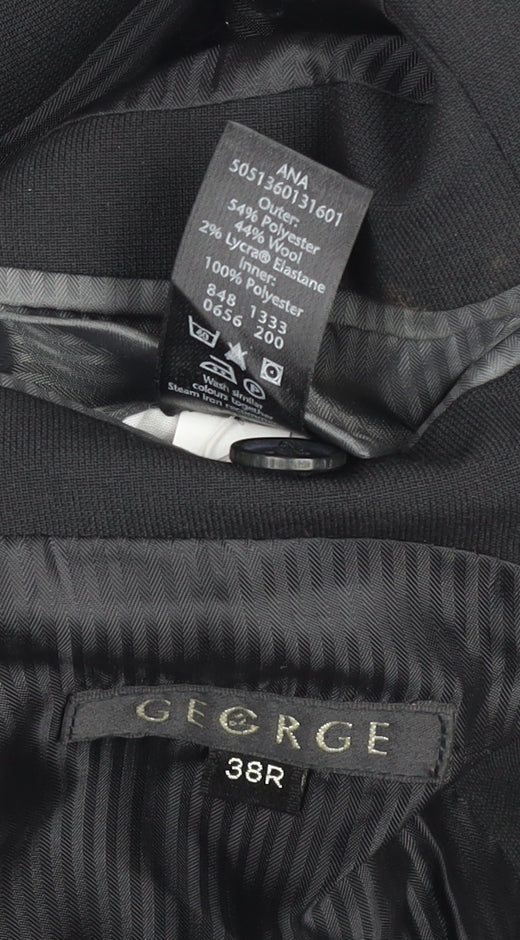 ANA
5051360131601
Outer:
54% Polyester
44% Wool
2% Lycra® Elastane
Inner:
100% Polyester
848 1333
0656 200
Wash similar
colours together
Steam Iron
GEORGE
38R